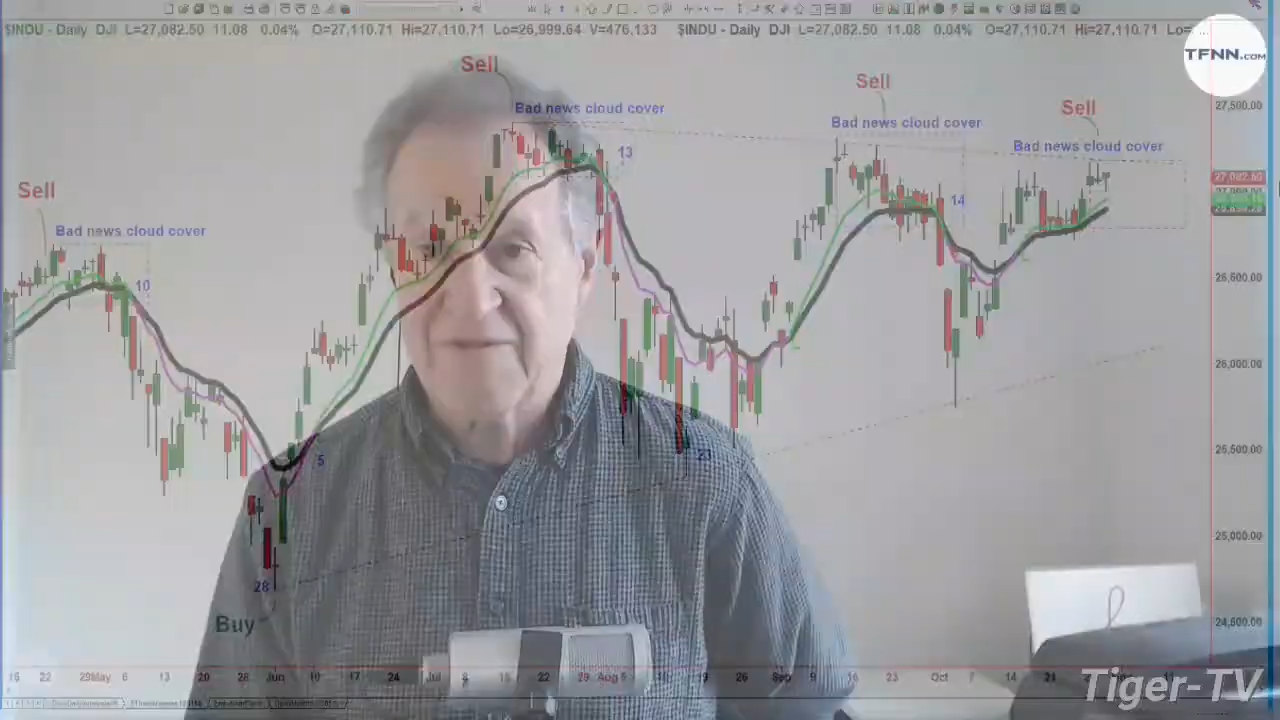 $INDU - Daily DJI L=27,082.50 11.08 0.04% O=27,110.71 Hi=27,110.71 Lo=26,999.64 V=476,133 $INDU - Daily DJI L=27,082.50 11.08 0.04% O=27,110.71 Hi=27,110.71 Lo= ...
TFNN.COM
Sell
Bad news cloud cover
Sell
Bad news cloud cover
Sell
Bad news cloud cover
Sell
Bad news cloud cover
27,500.00
13
27,082.50
14
10
26,500.00
26,000.00
5
23
25,500.00
25,000.00
28
Buy
24,500.00
22 29 May 6 13 20 28 Jun 10 17 24 Jul 8 15 22 29 Aug 5 19 26 Sep 9 16 23 Oct 7 14 21
Tiger-TV